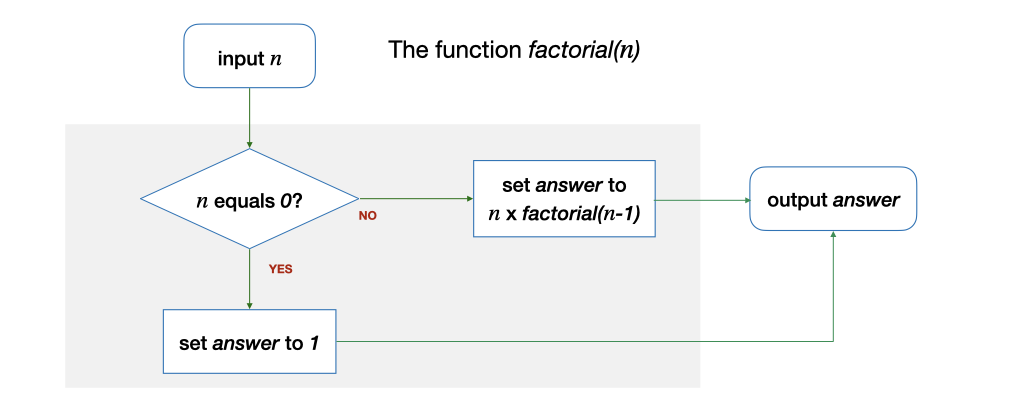 input n
The function factorial(n)
n equals 0?
NO
set answer to
n x factorial(n-1)
output answer
YES
set answer to 1